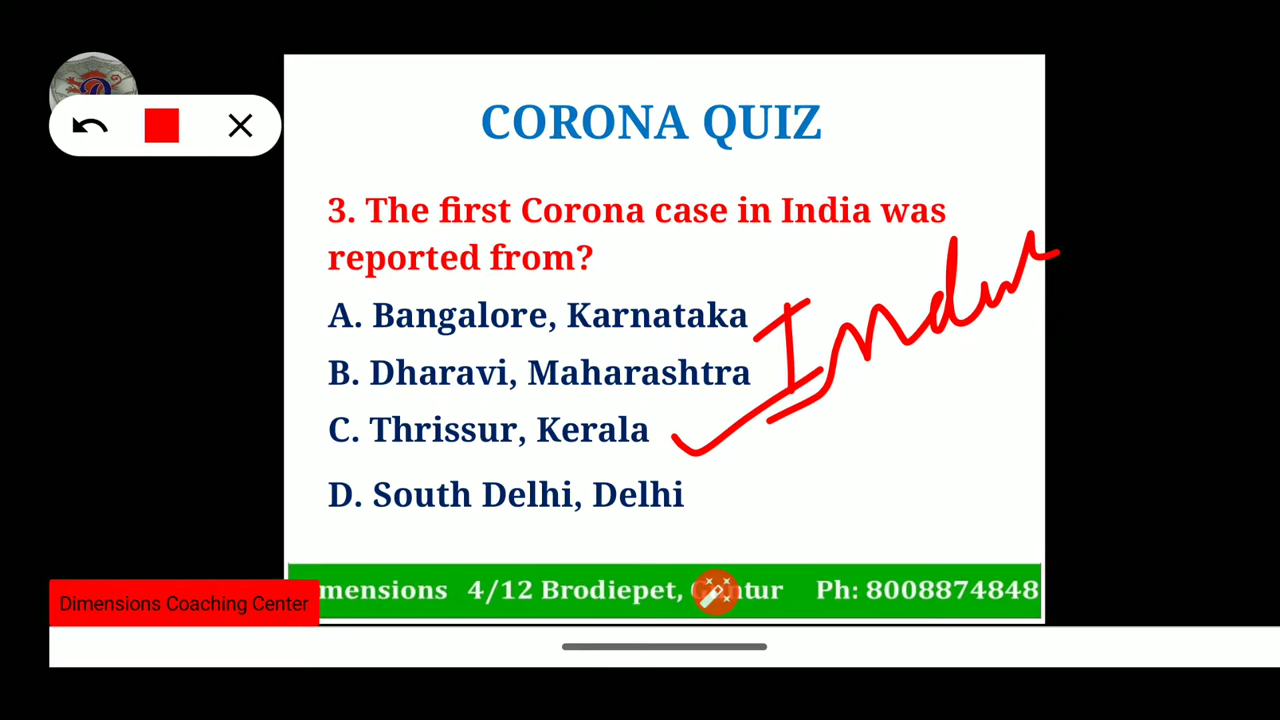 CORONA QUIZ
3. The first Corona case in India was
reported from?
A. Bangalore, Karnataka
B. Dharavi, Maharashtra
C. Thrissur, Kerala
D. South Delhi, Delhi
mensions 4/12 Brodiepet, Ph: 8008874848
Dimensions Coaching Center